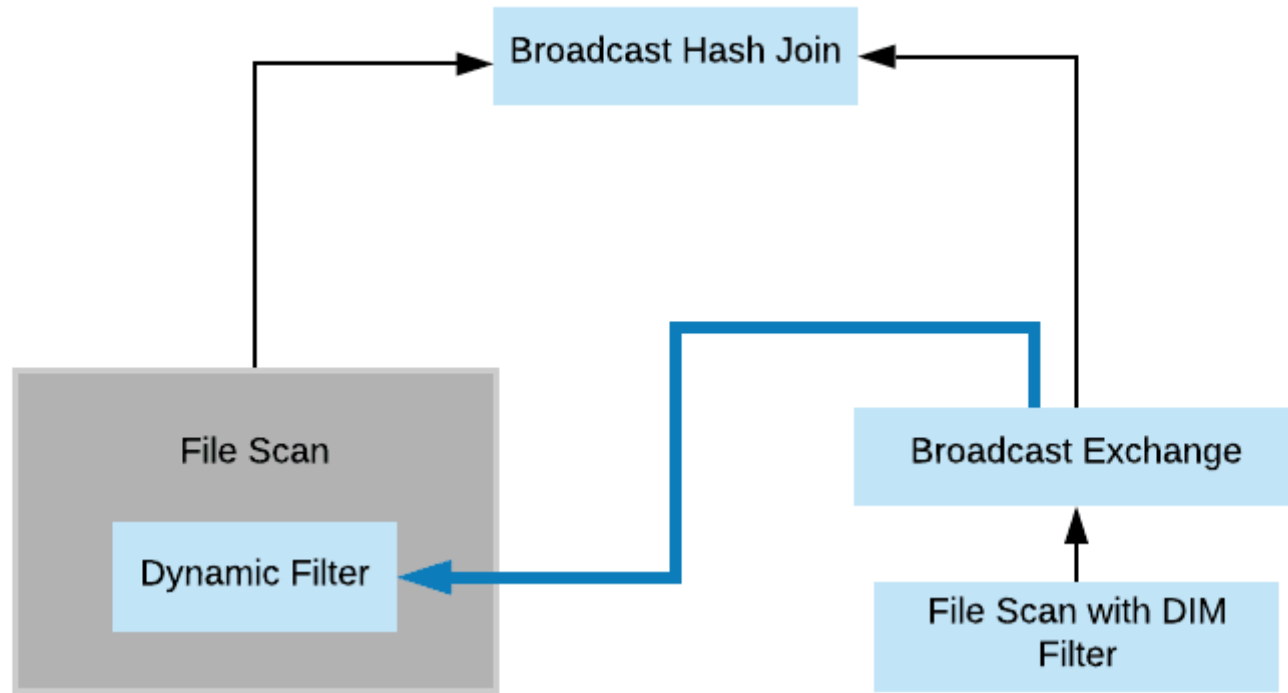 Broadcast Hash Join
File Scan
Broadcast Exchange
Dynamic Filter
File Scan with DIM
Filter